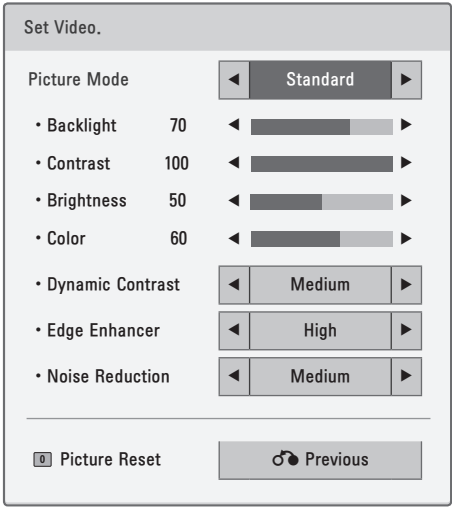 Set Video.
Picture Mode Standard
• Backlight 70
• Contrast 100
• Brightness 50
• Color 60
• Dynamic Contrast Medium
• Edge Enhancer High
• Noise Reduction Medium
0 Picture Reset Previous